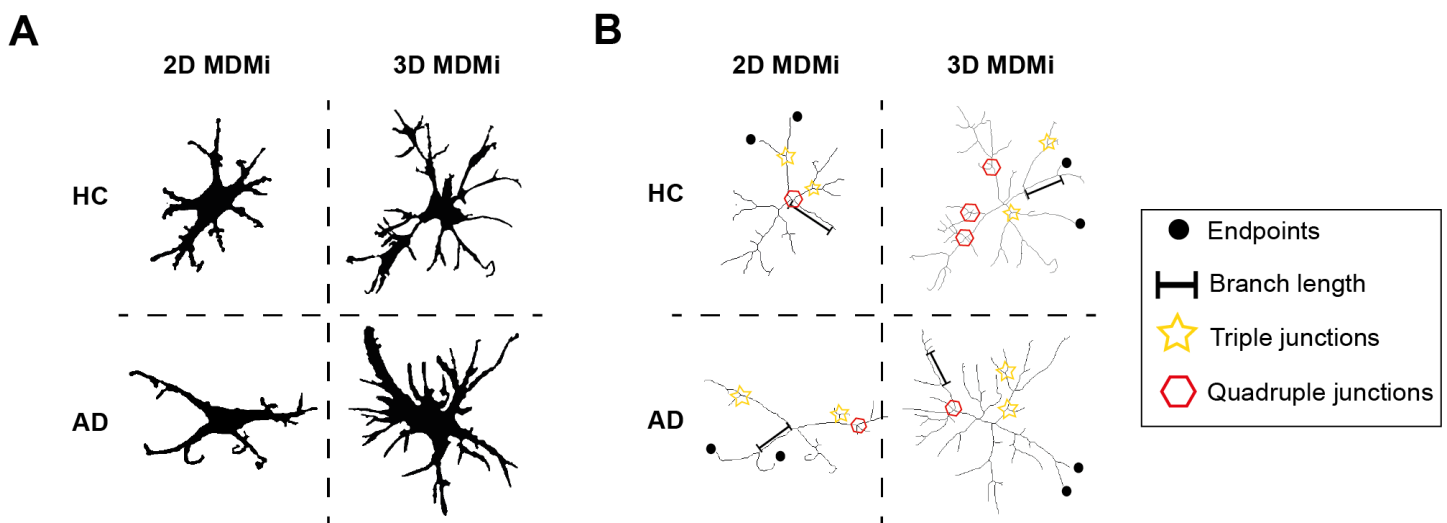 A
2D MDMi
3D MDMi
HC
AD
B
2D MDMi
3D MDMi
HC
AD
Endpoints
Branch length
Triple junctions
Quadruple junctions